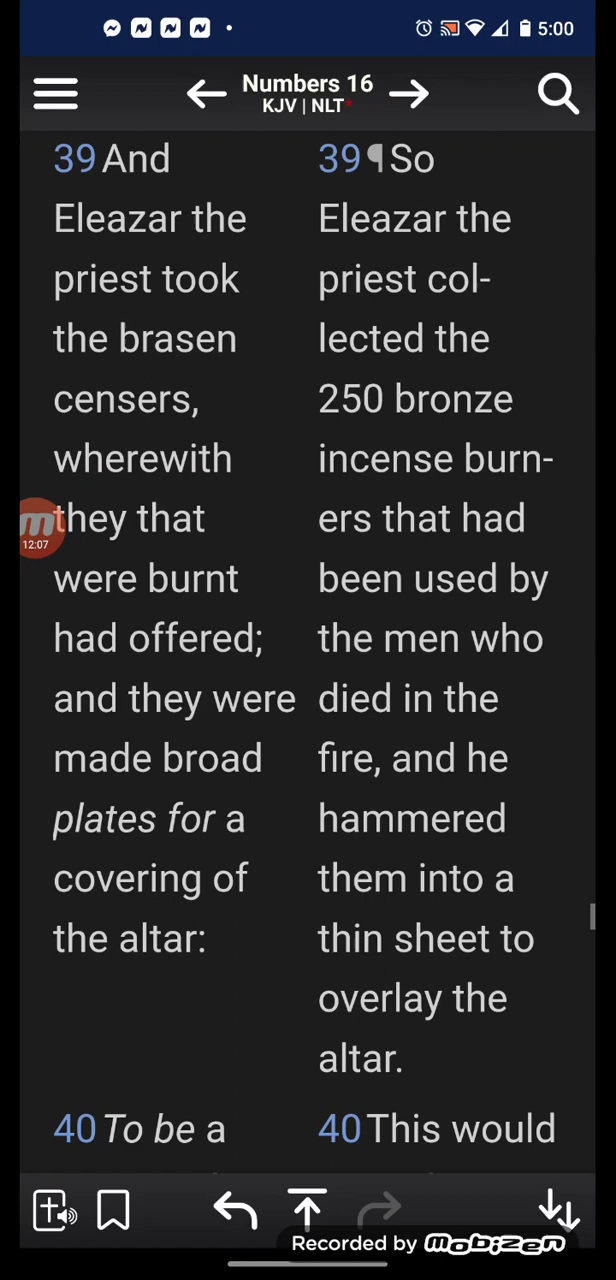 5:00
Numbers 16
KJV | NLT*
39 And
Eleazar the
priest took
the brasen
censers,
wherewith
they that
were burnt
had offered;
and they were
made broad
plates for a
covering of
the altar:
40 To be a
39 ¶ So
Eleazar the
priest col-
lected the
250 bronze
incense burn-
ers that had
been used by
the men who
died in the
fire, and he
hammered
them into a
thin sheet to
overlay the
altar.
40 This would
m
12:07
Recorded by mobizen